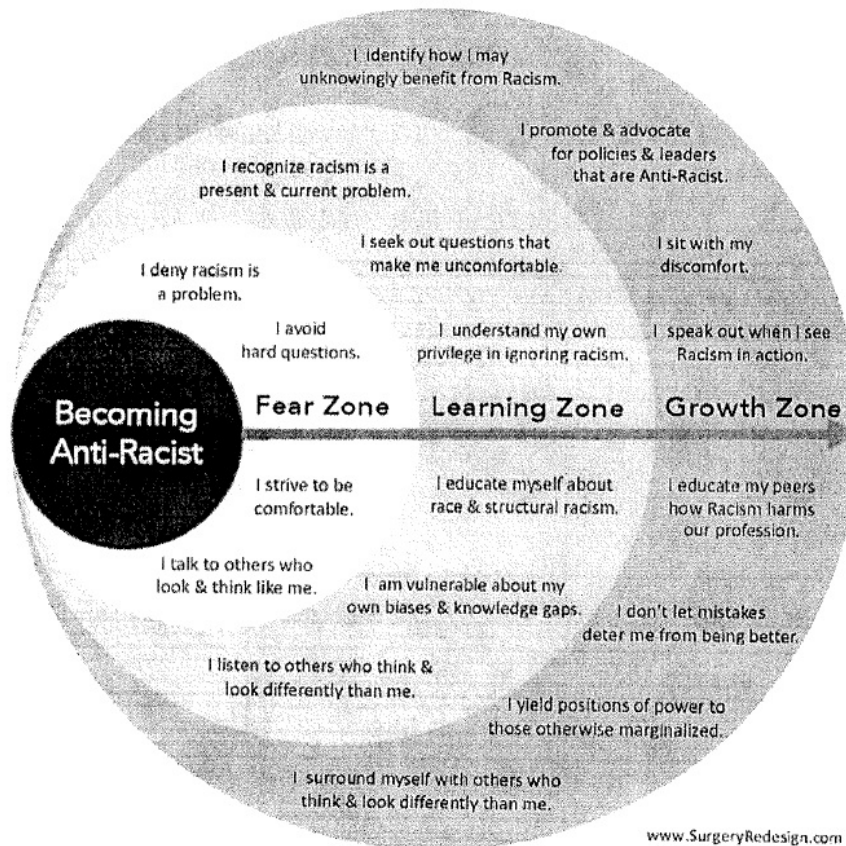 I identify how I may
unknowingly benefit from Racism.
I promote & advocate
for policies & leaders
that are Anti-Racist.
I recognize racism is a
present & current problem.
I seek out questions that
make me uncomfortable.
I sit with my
discomfort.
I deny racism is
a problem.
I avoid
hard questions.
I understand my own
privilege in ignoring racism.
I speak out when I see
Racism in action.
Becoming
Anti-Racist
Fear Zone
Learning Zone
Growth Zone
I strive to be
comfortable.
I educate myself about
race & structural racism.
I educate my peers
how Racism harms
our profession.
I talk to others who
look & think like me.
I am vulnerable about my
own biases & knowledge gaps.
I don't let mistakes
deter me from being better.
I listen to others who think &
look differently than me.
I yield positions of power to
those otherwise marginalized.
I surround myself with others who
think & look differently than me.
www.SurgeryRedesign.com